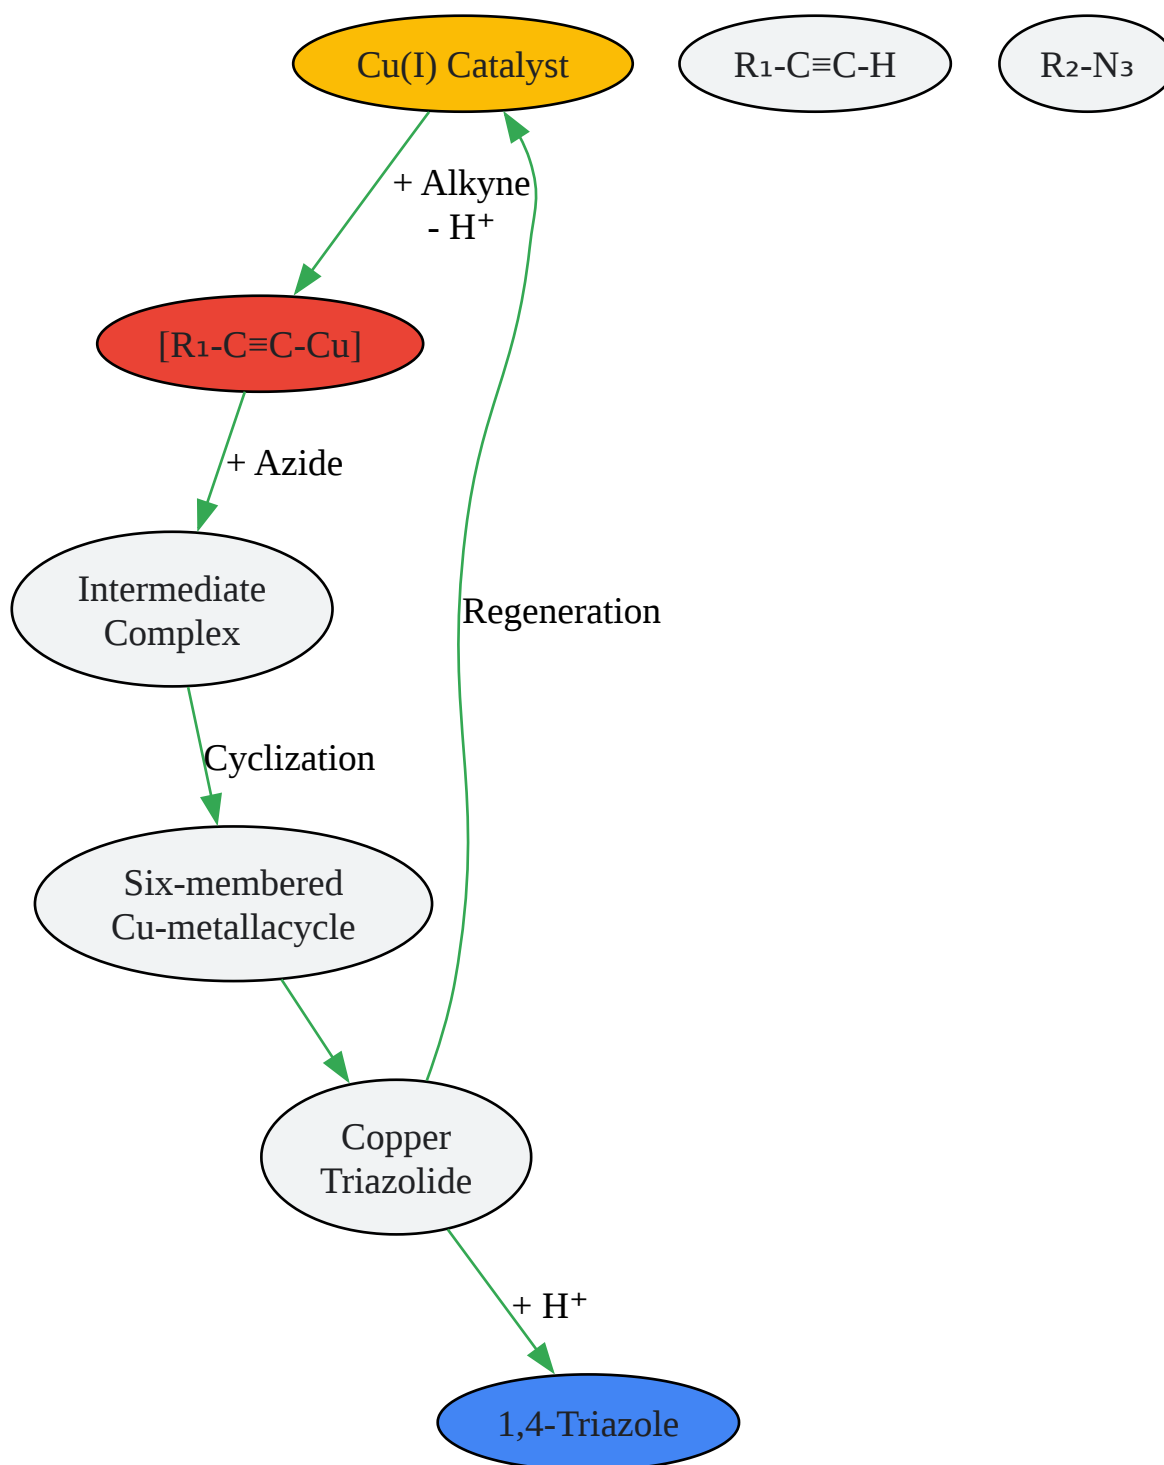 Cu(I) Catalyst
R₁-C≡C-H
R₂-N₃
+ Alkyne
- H⁺
[R₁-C≡C-Cu]
+ Azide
Intermediate
Complex
Regeneration
Cyclization
Six-membered
Cu-metallacycle
Copper
Triazolide
+ H⁺
1,4-Triazole